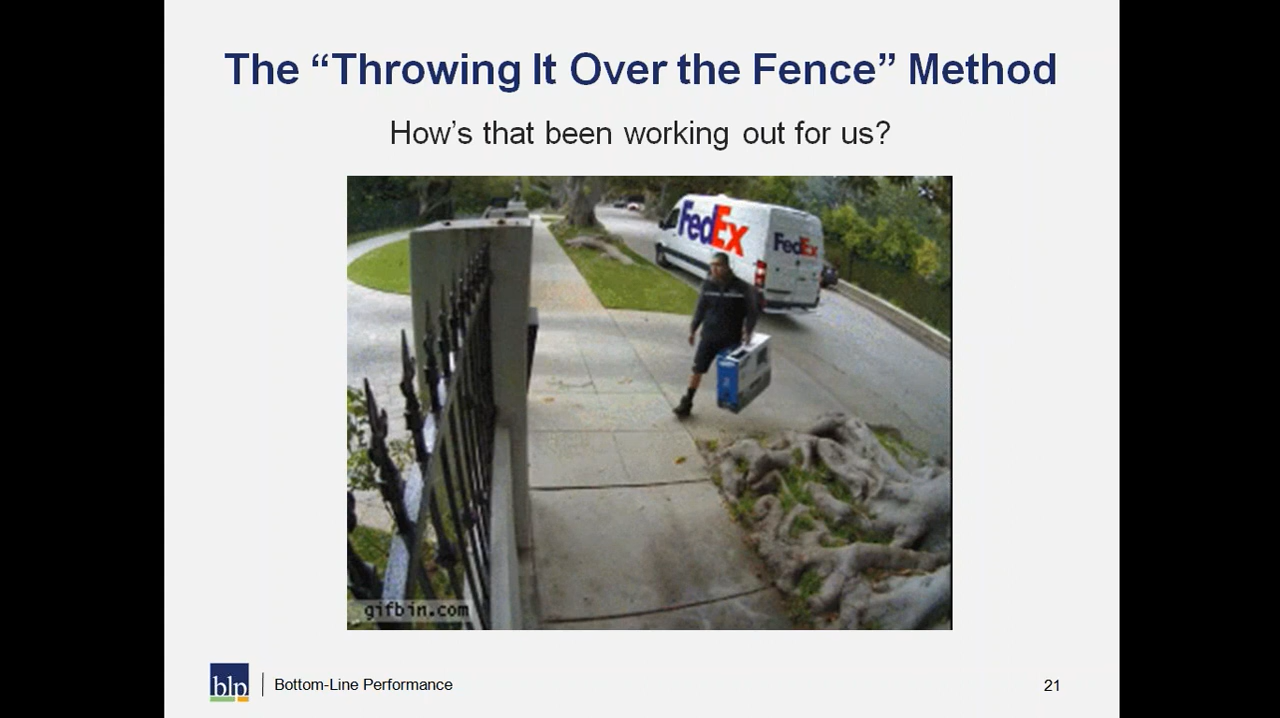 The “Throwing It Over the Fence” Method
How’s that been working out for us?
FedEx
FedEx
gifbin.com
blp
Bottom-Line Performance
21